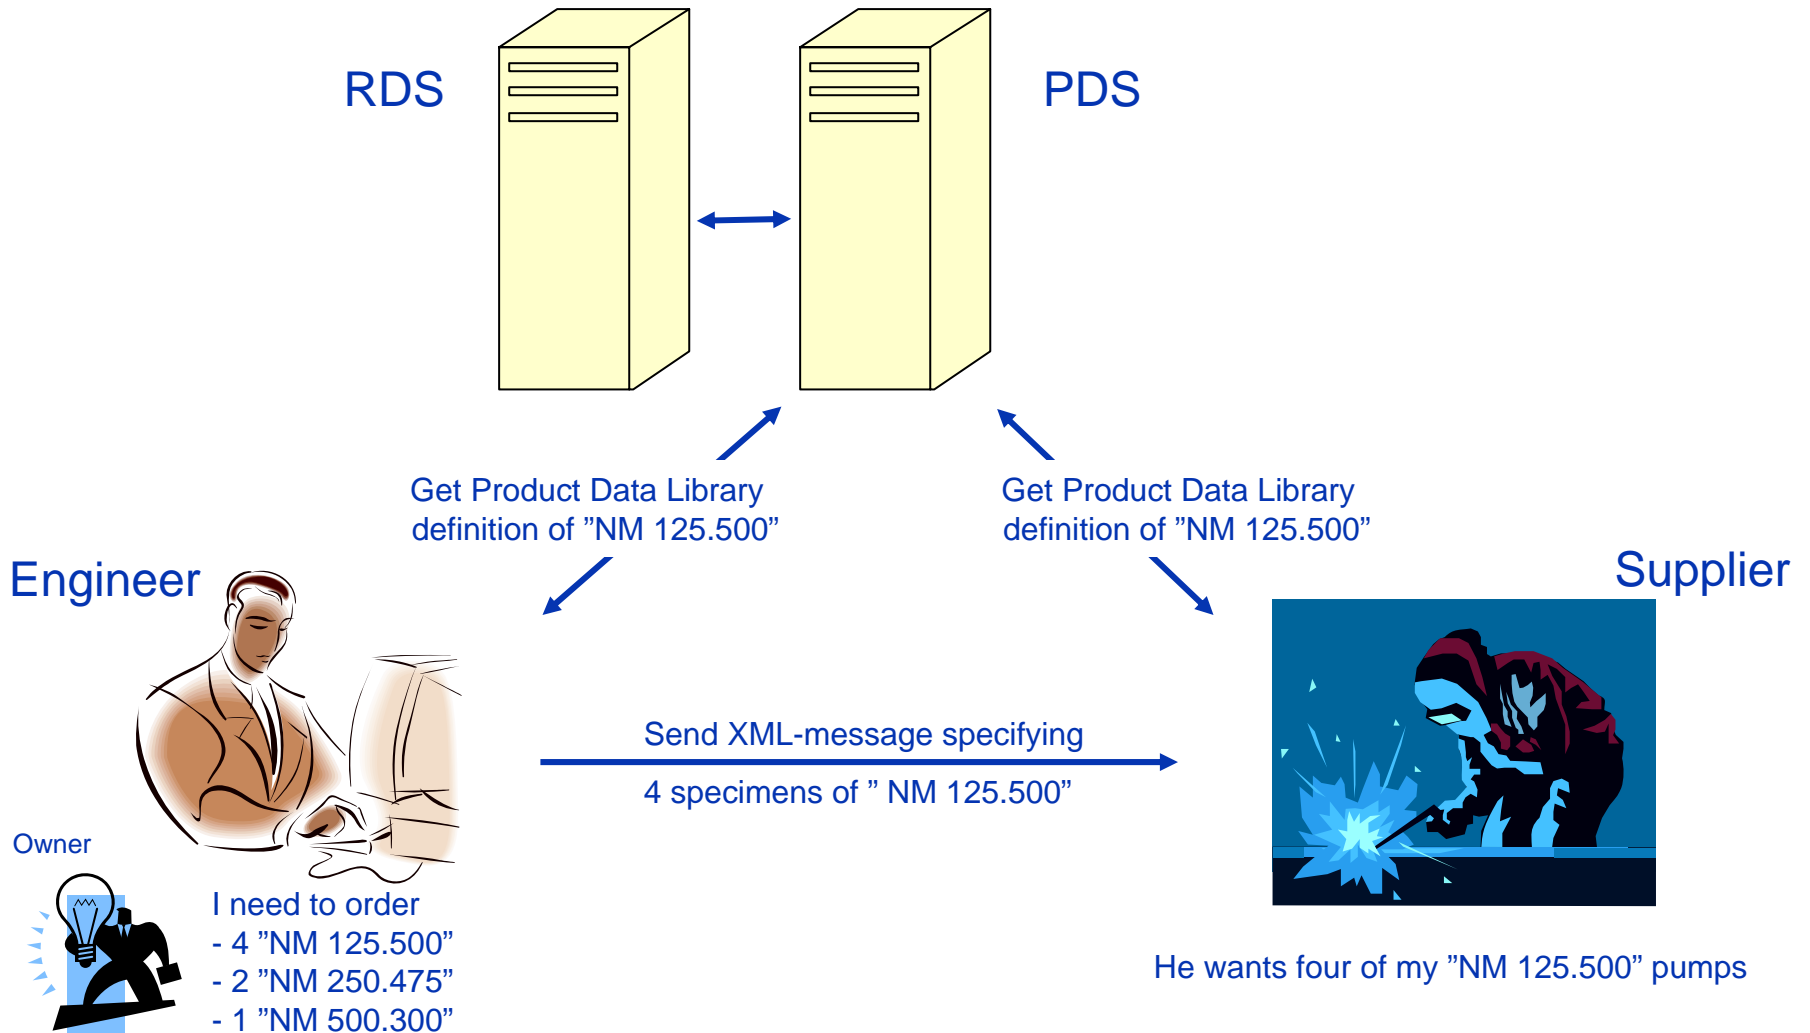 RDS
PDS
Get Product Data Library
definition of ”NM 125.500”
Get Product Data Library
definition of ”NM 125.500”
Engineer
Supplier
Send XML-message specifying
4 specimens of ” NM 125.500”
Owner
I need to order
- 4 ”NM 125.500”
- 2 ”NM 250.475”
- 1 ”NM 500.300”
He wants four of my ”NM 125.500” pumps